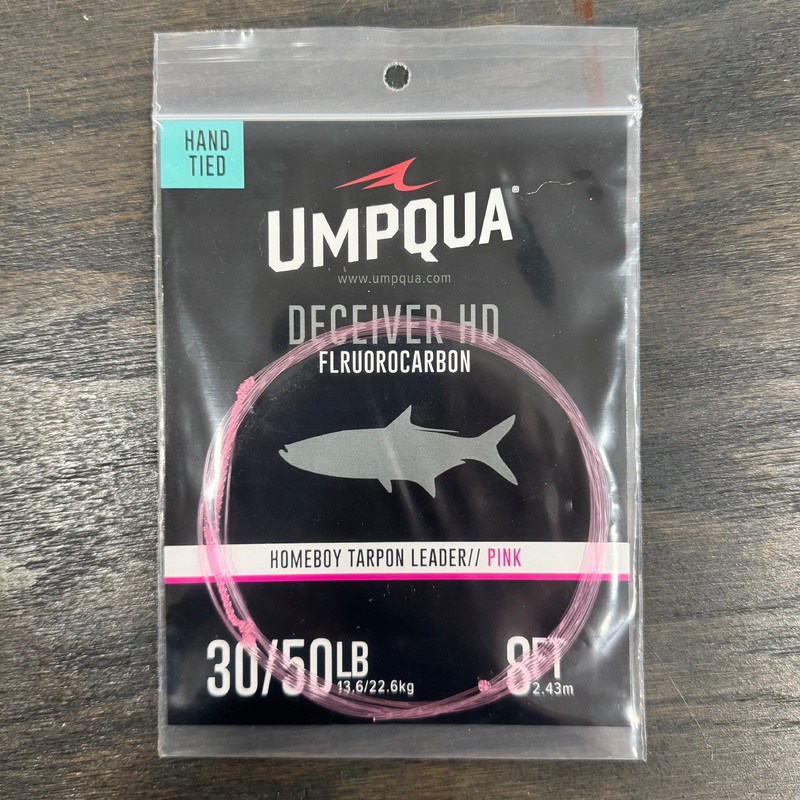 HAND
TIED
UMPQUA®
www.umpqua.com
DECEIVER HD
FLRUOROCARBON
HOMEBOY TARPON LEADER// PINK
30/50LB
13.6/22.6kg
8FT
2.43m